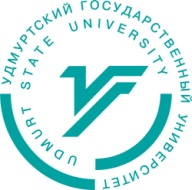 УДМУРТСКИЙ ГОСУДАРСТВЕННЫЙ УНИВЕРСИТЕТ
UDMURT STATE UNIVERSITY